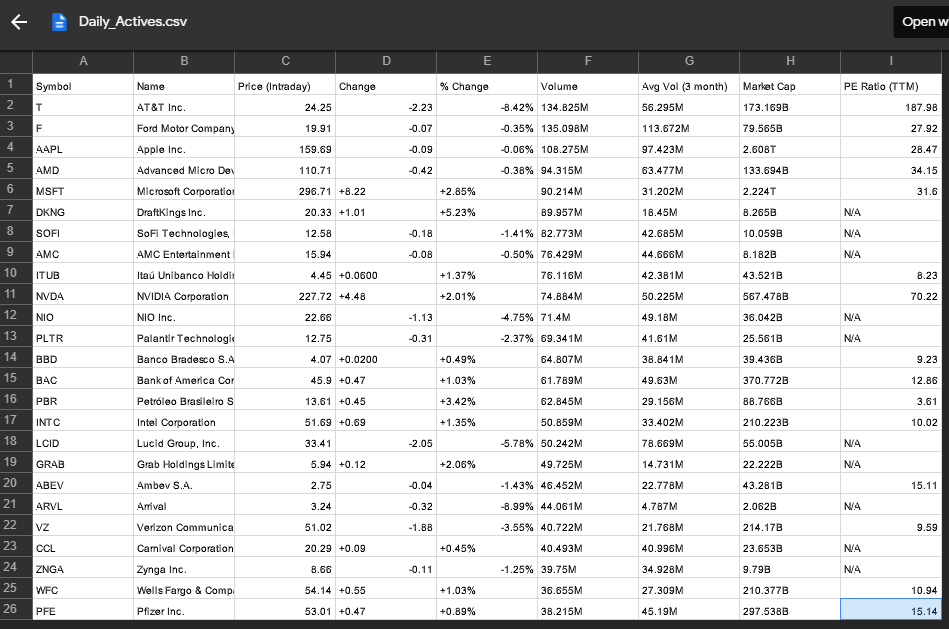 Daily_Actives.csv Open w
A B C D E F G H I
1 Symbol Name Price (Intraday) Change % Change Volume Avg Vol (3 month) Market Cap PE Ratio (TTM)
2 T AT&T Inc. 24.25 -2.23 -8.42% 134.825M 56.295M 173.169B 187.98
3 F Ford Motor Company 19.91 -0.07 -0.35% 135.098M 113.672M 79.565B 27.92
4 AAPL Apple Inc. 159.69 -0.09 -0.06% 108.275M 97.423M 2.608T 28.47
5 AMD Advanced Micro Dev 110.71 -0.42 -0.38% 94.315M 63.477M 133.694B 34.15
6 MSFT Microsoft Corporation 296.71 +8.22 +2.85% 90.214M 31.202M 2.224T 31.6
7 DKNG DraftKings Inc. 20.33 +1.01 +5.23% 89.957M 18.45M 8.265B N/A
8 SOFI SoFi Technologies, 12.58 -0.18 -1.41% 82.773M 42.685M 10.059B N/A
9 AMC AMC Entertainment 15.94 -0.08 -0.50% 76.429M 44.666M 8.182B N/A
10 ITUB Itaú Unibanco Holdi 4.45 +0.0600 +1.37% 76.116M 42.381M 43.521B 8.23
11 NVDA NVIDIA Corporation 227.72 +4.48 +2.01% 74.884M 50.225M 567.478B 70.22
12 NIO NIO Inc. 22.66 -1.13 -4.75% 71.4M 49.18M 36.042B N/A
13 PLTR Palantir Technologie 12.75 -0.31 -2.37% 69.341M 41.61M 25.561B N/A
14 BBD Banco Bradesco S.A 4.07 +0.0200 +0.49% 64.807M 38.841M 39.436B 9.23
15 BAC Bank of America Cor 45.9 +0.47 +1.03% 61.789M 49.63M 370.772B 12.86
16 PBR Petróleo Brasileiro S 13.61 +0.45 +3.42% 62.845M 29.156M 88.766B 3.61
17 INTC Intel Corporation 51.69 +0.69 +1.35% 50.859M 33.402M 210.223B 10.02
18 LCID Lucid Group, Inc. 33.41 -2.05 -5.78% 50.242M 78.669M 55.005B N/A
19 GRAB Grab Holdings Limite 5.94 +0.12 +2.06% 49.725M 14.731M 22.222B N/A
20 ABEV Ambev S.A. 2.75 -0.04 -1.43% 46.452M 22.778M 43.281B 15.11
21 ARVL Arrival 3.24 -0.32 -8.99% 44.061M 4.787M 2.062B N/A
22 VZ Verizon Communica 51.02 -1.88 -3.55% 40.722M 21.768M 214.17B 9.59
23 CCL Carnival Corporation 20.29 +0.09 +0.45% 40.493M 40.996M 23.653B N/A
24 ZNGA Zynga Inc. 8.66 -0.11 -1.25% 39.75M 34.928M 9.79B N/A
25 WFC Wells Fargo & Comp 54.14 +0.55 +1.03% 36.655M 27.309M 210.377B 10.94
26 PFE Pfizer Inc. 53.01 +0.47 +0.89% 38.215M 45.19M 297.538B 15.14